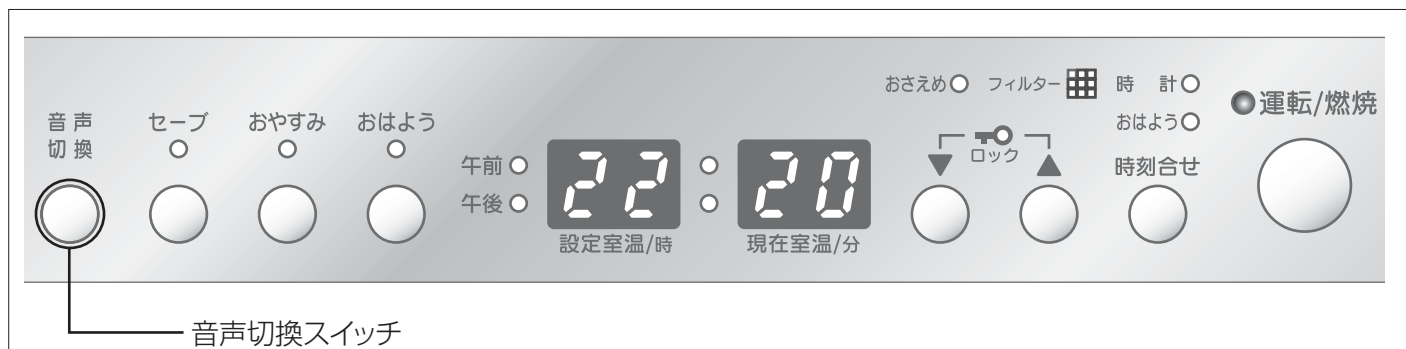 音声
切換
セーブ
おやすみ
おはよう
午前
午後
22
20
設定室温/時
現在室温/分
おさえめ
フィルター
時 計
おはよう
▼
ロック
▲
時刻合せ
運転/燃焼
音声切換スイッチ